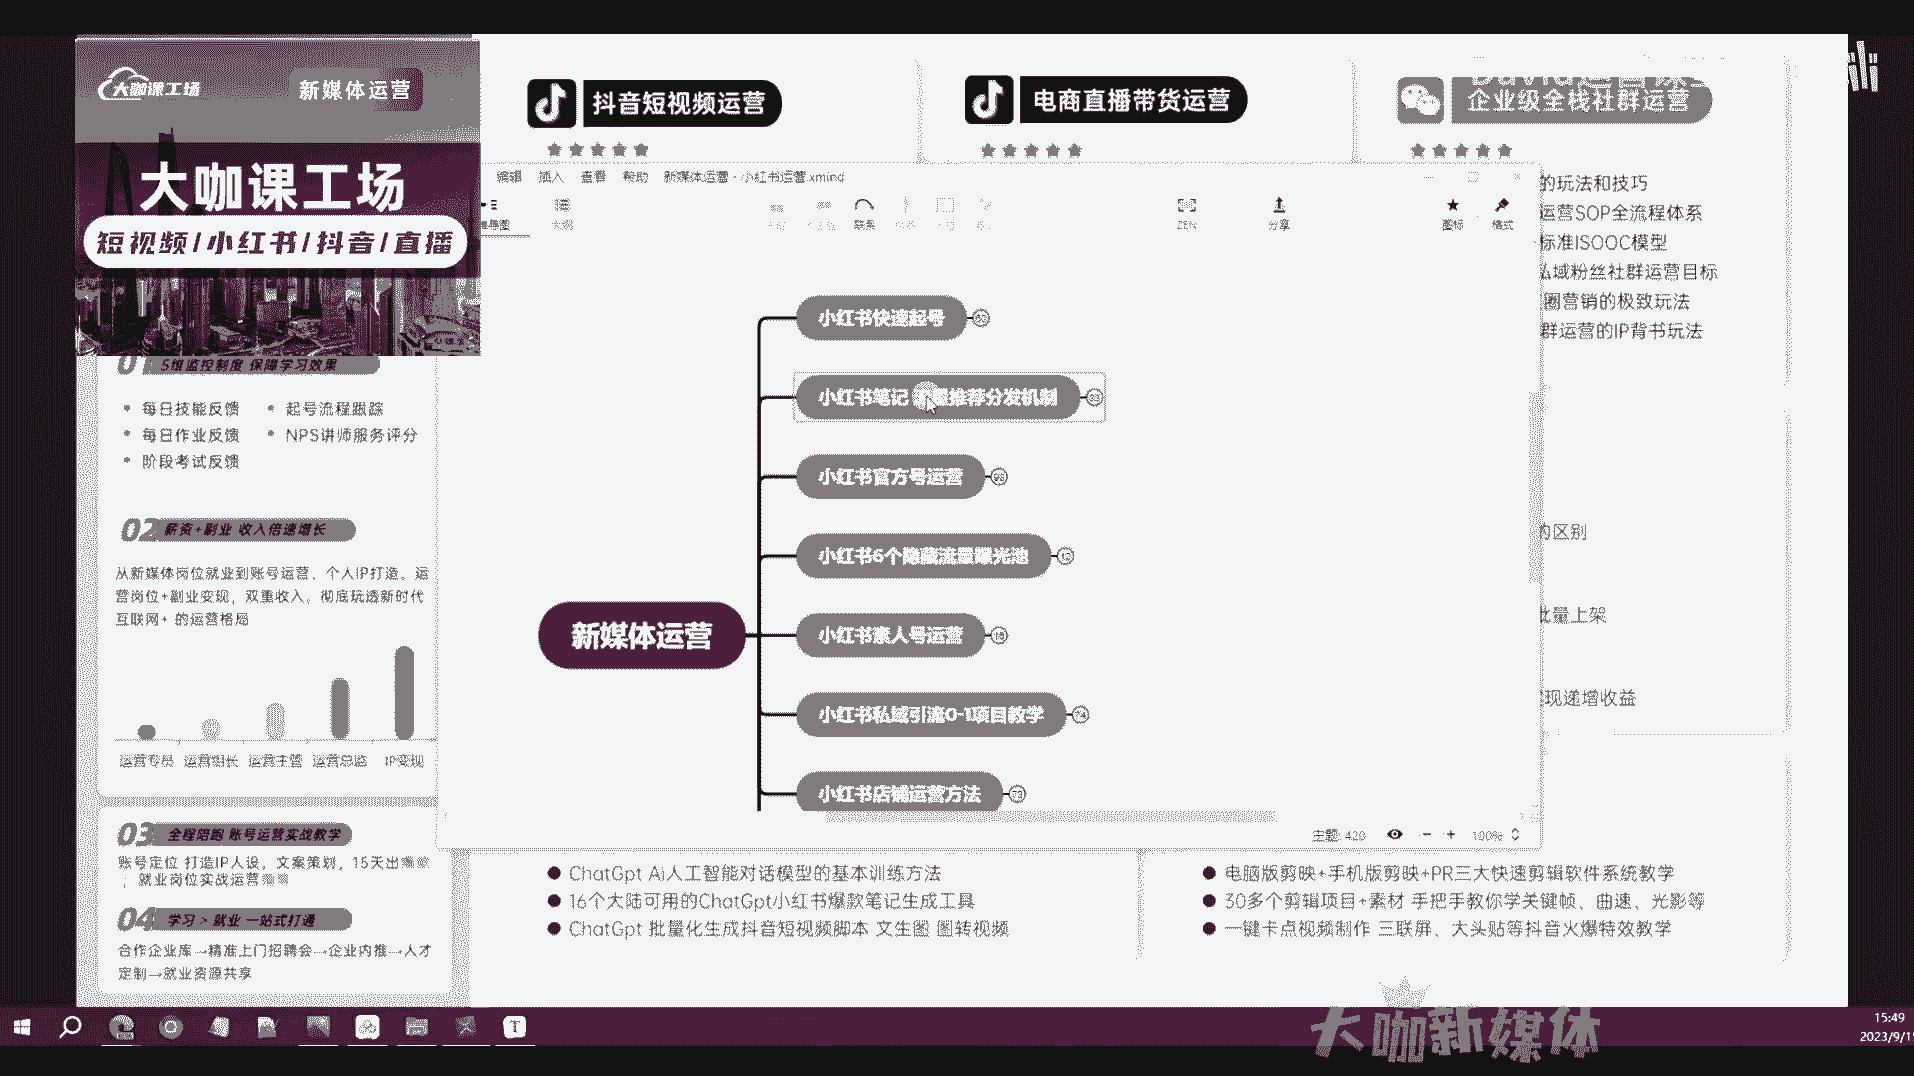 大咖课工场
新媒体运营
大咖课工场
短视频/小红书/抖音/直播
抖音短视频运营
电商直播带货运营
企业级全栈社群运营
编辑 插入 查看 帮助 新媒体运营 - 小红书运营.xmind
大纲
联系
ZEN
分享
图标
格式
的玩法和技巧
运营SOP全流程体系
标准ISOOC模型
私域粉丝社群运营目标
圈营销的极致玩法
群运营的IP背书玩法
的区别
批量上架
现递增收益
01 5维监控制度 保障学习效果
每日技能反馈
起号流程跟踪
每日作业反馈
NPS讲师服务评分
阶段考试反馈
02 薪资+副业 收入倍速增长
从新媒体岗位就业到账号运营、个人IP打造。运
营岗位+副业变现，双重收入，彻底玩透新时代
互联网+ 的运营格局
运营专员 运营组长 运营主管 运营总监 IP变现
03 全程陪跑 账号运营实战教学
账号定位 打造IP人设，文案策划，15天出
，就业岗位实战运营
04 学习 > 就业 一站式打通
合作企业库→精准上门招聘会→企业内推→人才
定制→就业资源共享
新媒体运营
小红书快速起号
小红书笔记 推荐分发机制
小红书官方号运营
小红书6个隐藏流量曝光池
小红书素人号运营
小红书私域引流0-1项目教学
小红书店铺运营方法
主题: 420
100%
ChatGpt Ai人工智能对话模型的基本训练方法
16个大陆可用的ChatGpt小红书爆款笔记生成工具
ChatGpt 批量化生成抖音短视频脚本 文生图 图转视频
电脑版剪映+手机版剪映+PR三大快速剪辑软件系统教学
30多个剪辑项目+素材 手把手教你学关键帧、曲速、光影等
一键卡点视频制作 三联屏、大头贴等抖音火爆特效教学
大咖新媒体
15:49
2023/9/1